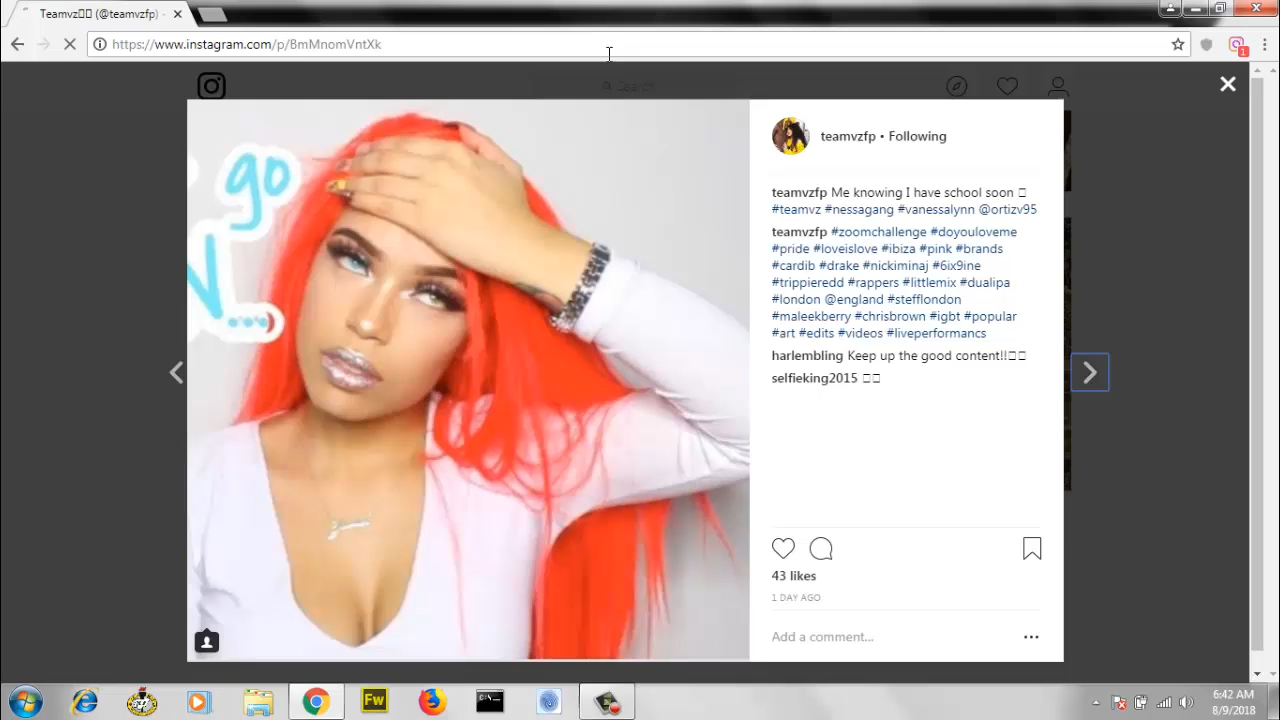 Teamvz▯▯ (@teamvzfp) -
https://www.instagram.com/p/BmMnomVntXk
1
Search
go
teamvzfp • Following
teamvzfp Me knowing I have school soon ▯
#teamvz #nessagang #vanessalynn @ortizv95
teamvzfp #zoomchallenge #doyouloveme
#pride #loveislove #ibiza #pink #brands
#cardib #drake #nickiminaj #6ix9ine
#trippieredd #rappers #littlemix #dualipa
#london @england #stefflondon
#maleekberry #chrisbrown #igbt #popular
#art #edits #videos #liveperformancs
harlembling Keep up the good content!!▯▯
selfieking2015 ▯▯
43 likes
1 DAY AGO
Add a comment...
Fw
6:42 AM
8/9/2018